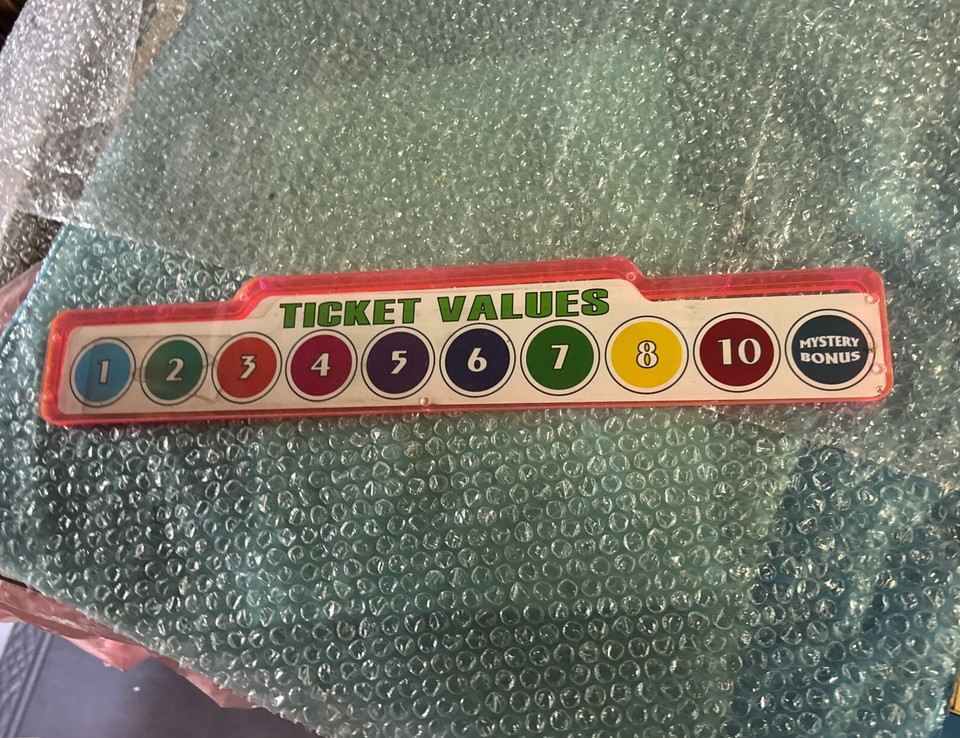 TICKET VALUES
1 2 3 4 5 6 7 8 10 MYSTERY BONUS